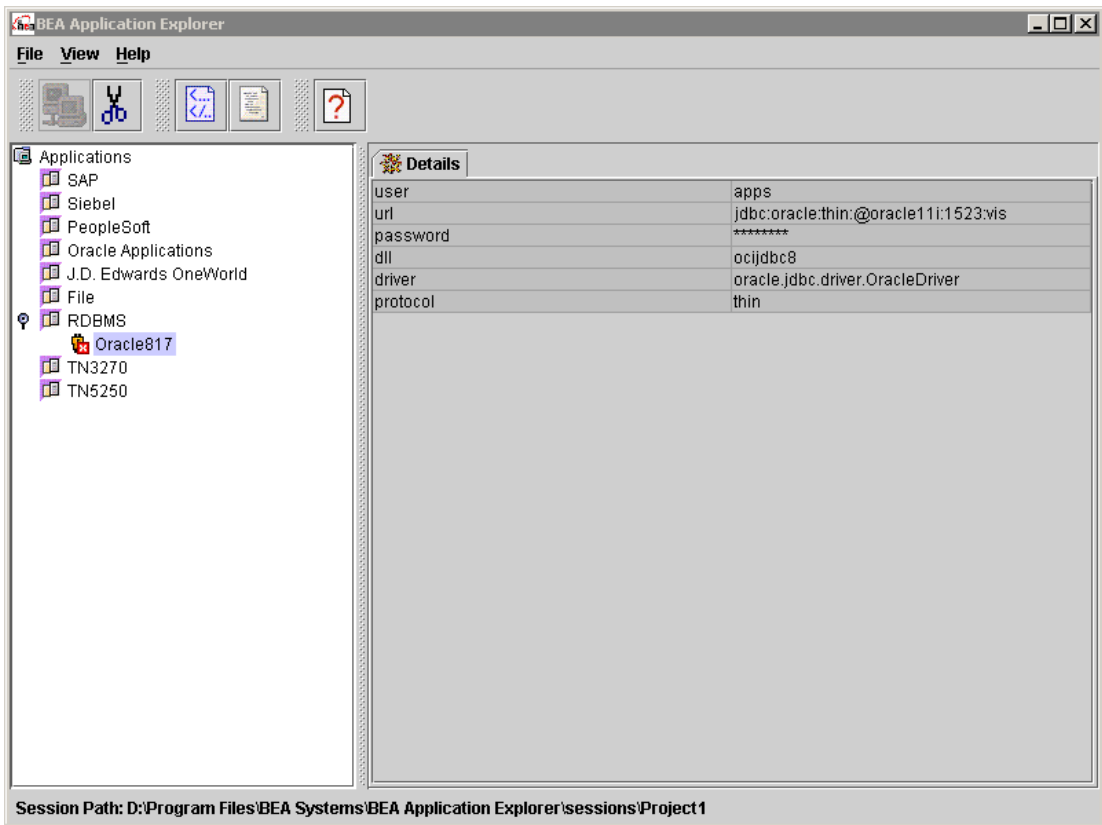 BEA Application Explorer
File View Help
Applications
SAP
Siebel
PeopleSoft
Oracle Applications
J.D. Edwards OneWorld
File
RDBMS
Oracle817
TN3270
TN5250
Details
user apps
url jdbc:oracle:thin:@oracle11i:1523:vis
password ********
dll ocijdbc8
driver oracle.jdbc.driver.OracleDriver
protocol thin
Session Path: D:\Program Files\BEA Systems\BEA Application Explorer\sessions\Project1